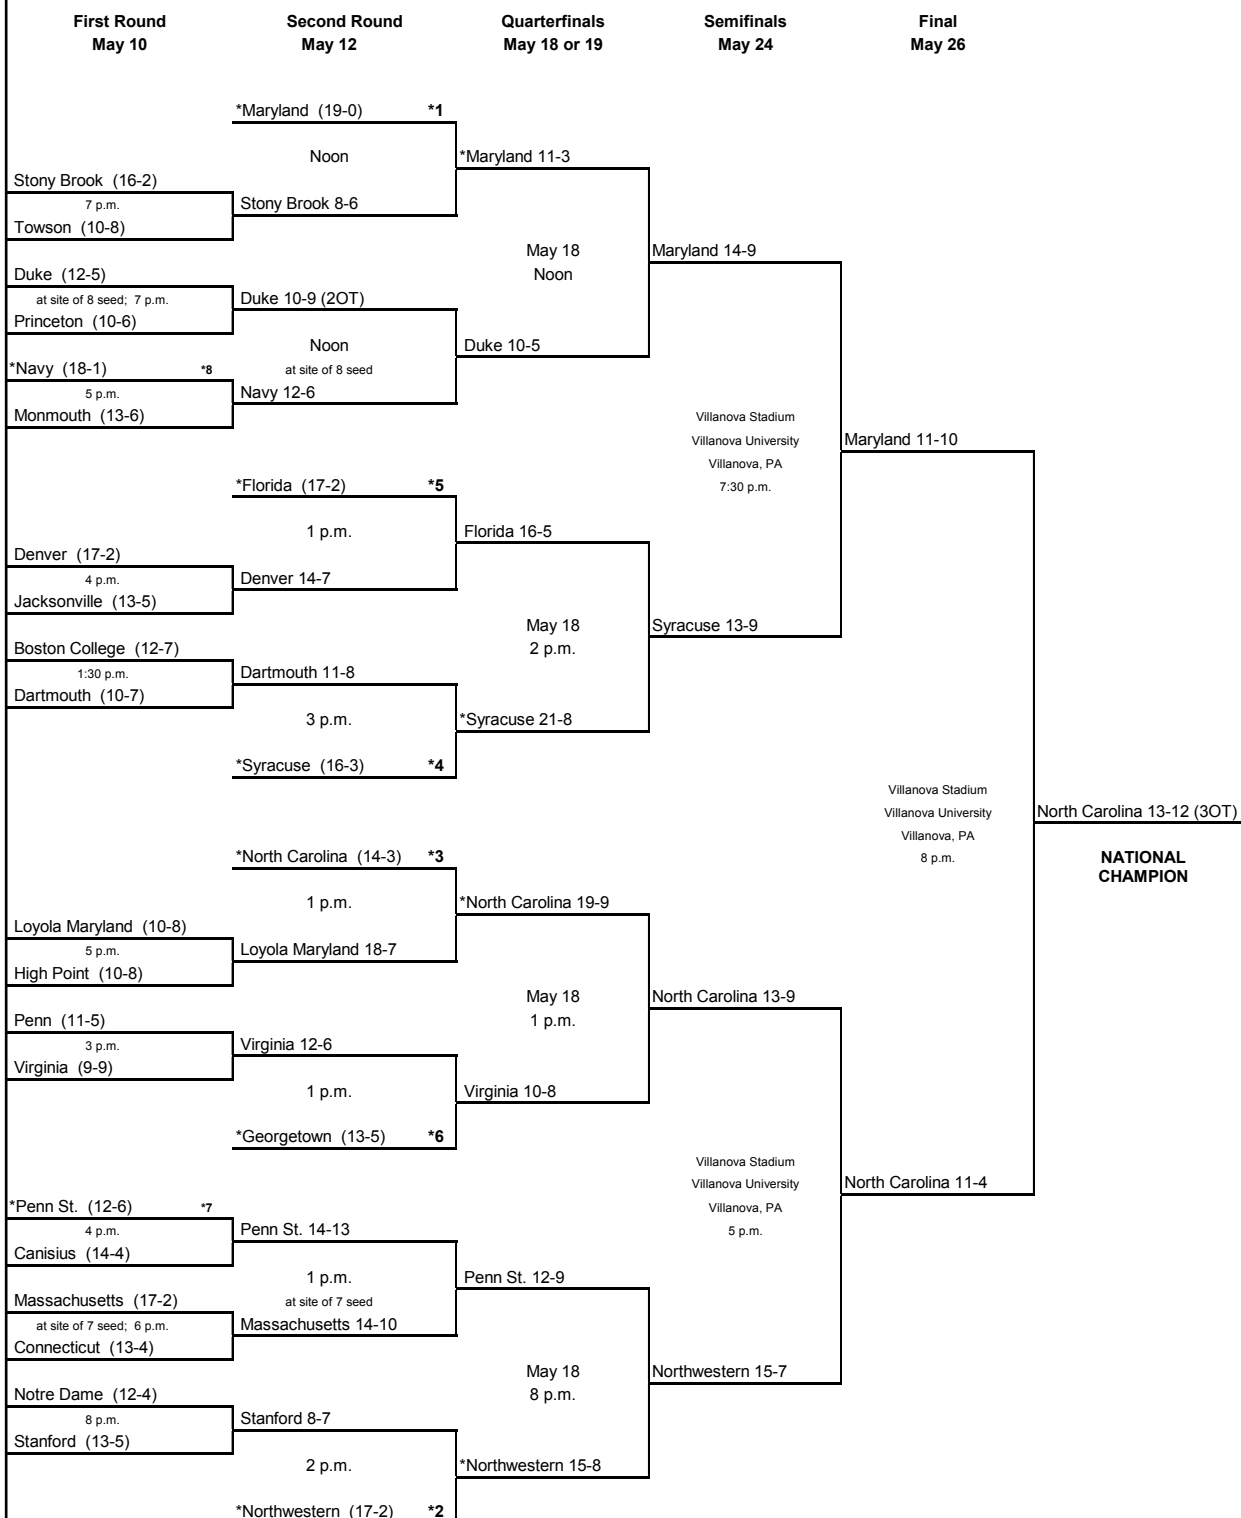 First Round Second Round Quarterfinals Semifinals Final
May 10 May 12 May 18 or 19 May 24 May 26
*Maryland (19-0) *1
Noon *Maryland 11-3
Stony Brook (16-2)
7 p.m. Stony Brook 8-6
Towson (10-8)
May 18 Maryland 14-9
Duke (12-5) Noon
at site of 8 seed; 7 p.m. Duke 10-9 (2OT)
Princeton (10-6)
Noon Duke 10-5
*Navy (18-1) *8 at site of 8 seed
5 p.m. Navy 12-6
Monmouth (13-6) Villanova Stadium
Villanova University Maryland 11-10
Villanova, PA
*Florida (17-2) *5 7:30 p.m.
1 p.m. Florida 16-5
Denver (17-2)
4 p.m. Denver 14-7
Jacksonville (13-5)
May 18 Syracuse 13-9
Boston College (12-7) 2 p.m.
1:30 p.m. Dartmouth 11-8
Dartmouth (10-7)
3 p.m. *Syracuse 21-8
*Syracuse (16-3) *4
Villanova Stadium
Villanova University North Carolina 13-12 (3OT)
Villanova, PA
*North Carolina (14-3) *3 8 p.m. NATIONAL
CHAMPION
1 p.m. *North Carolina 19-9
Loyola Maryland (10-8)
5 p.m. Loyola Maryland 18-7
High Point (10-8)
May 18 North Carolina 13-9
Penn (11-5) 1 p.m.
3 p.m. Virginia 12-6
Virginia (9-9)
1 p.m. Virginia 10-8
*Georgetown (13-5) *6
Villanova Stadium
Villanova University North Carolina 11-4
*Penn St. (12-6) *7 Villanova, PA
4 p.m. Penn St. 14-13 5 p.m.
Canisius (14-4)
1 p.m. Penn St. 12-9
Massachusetts (17-2) at site of 7 seed
at site of 7 seed; 6 p.m. Massachusetts 14-10
Connecticut (13-4)
May 18 Northwestern 15-7
Notre Dame (12-4) 8 p.m.
8 p.m. Stanford 8-7
Stanford (13-5)
2 p.m. *Northwestern 15-8
*Northwestern (17-2) *2